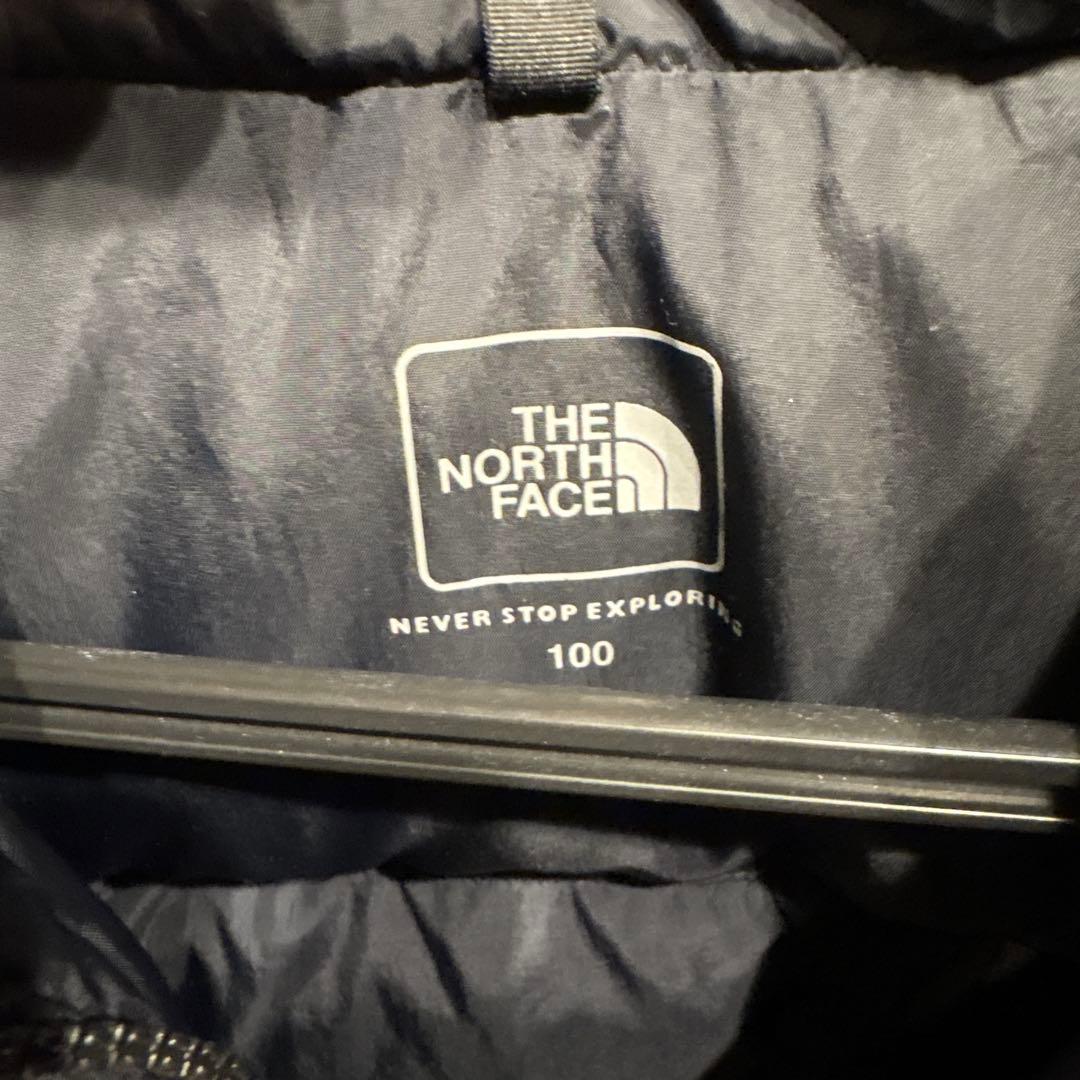 THE
NORTH
FACE
NEVER STOP EXPLORING
100